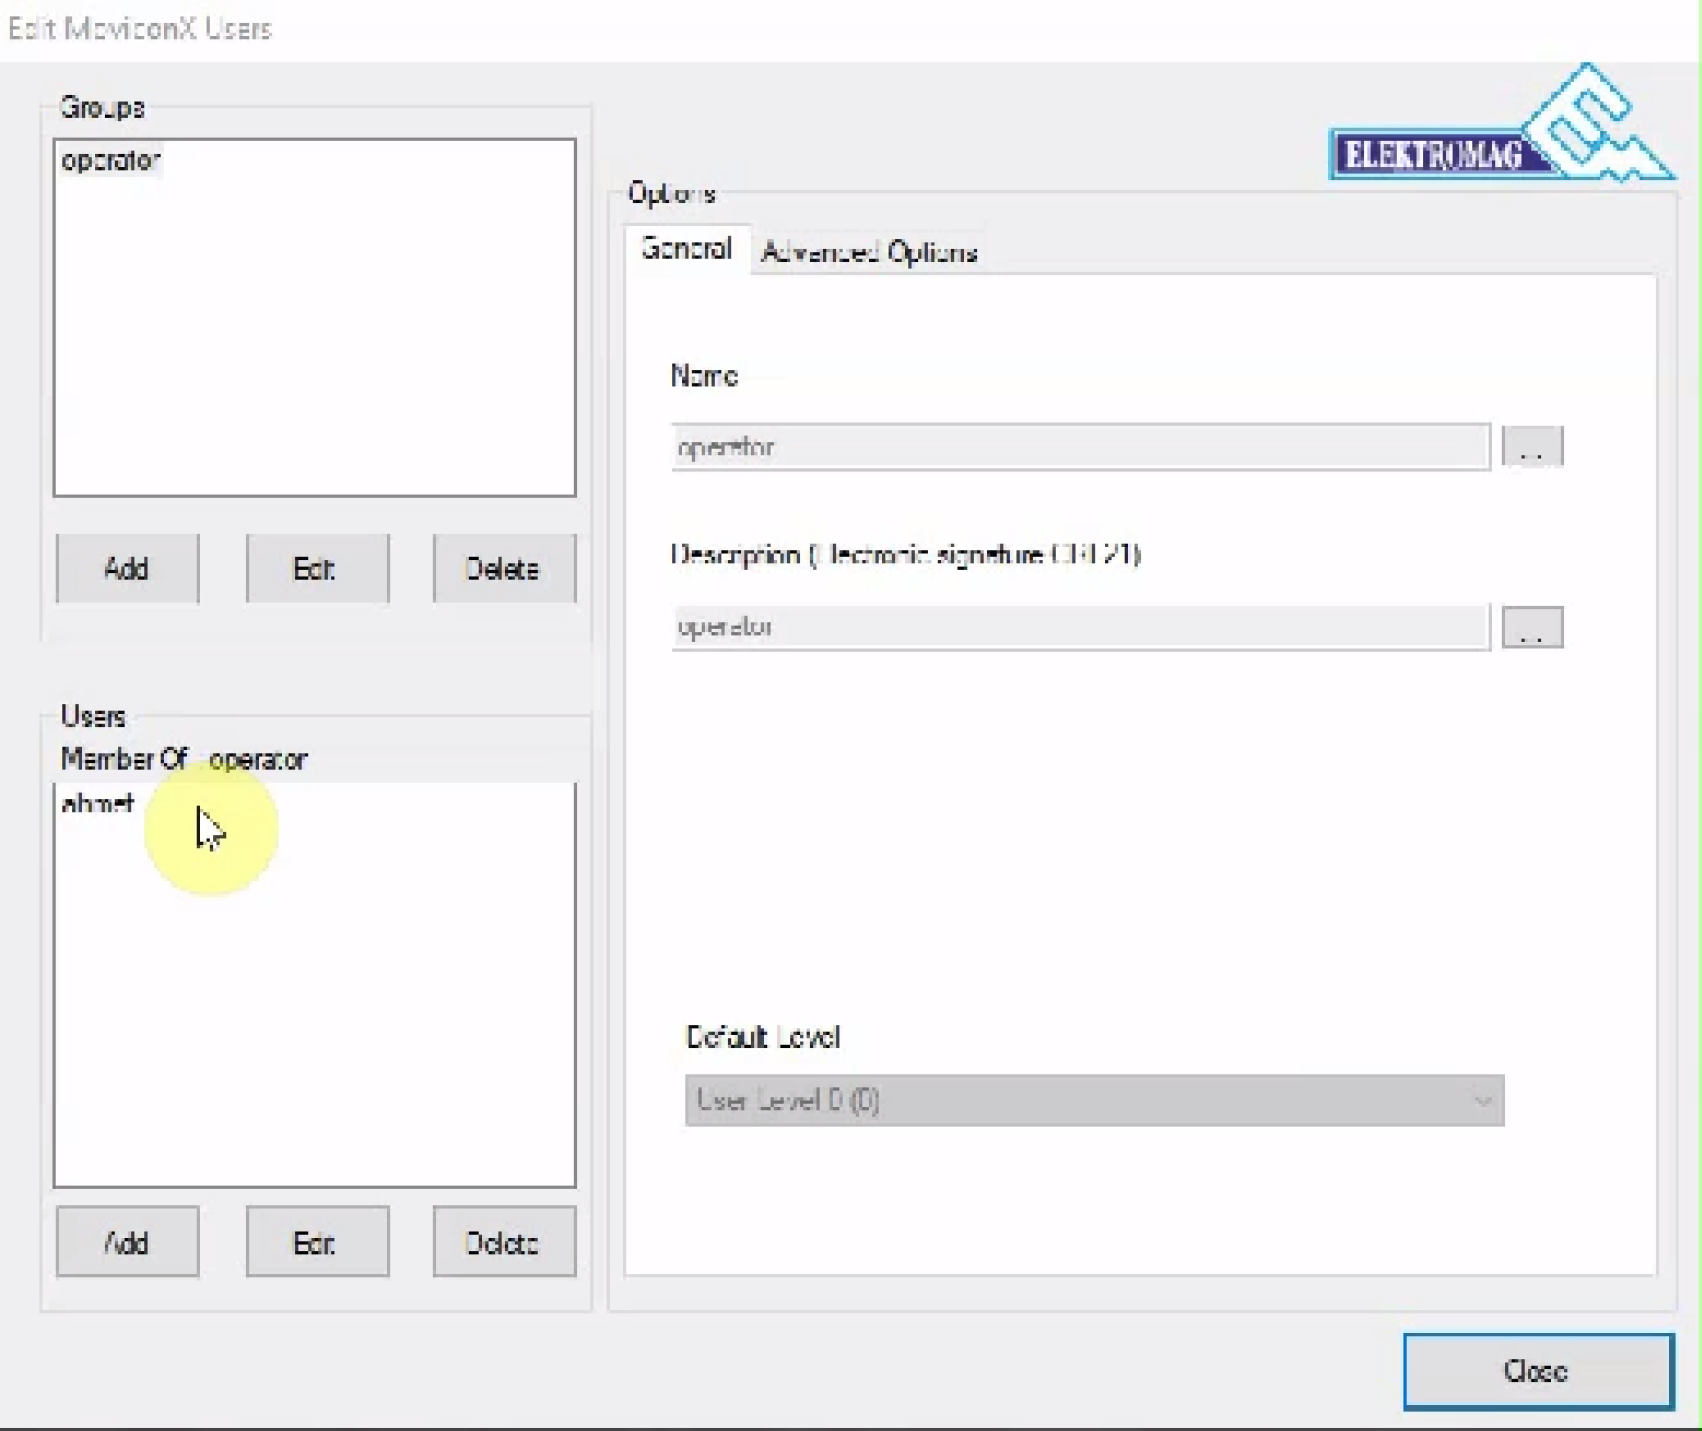 Edit MoviconX Users
Groups
operator
Add
Edit
Delete
Users
Member Of operator
ahmet
Add
Edit
Delete
ELEKTROMAG
Options
General
Advanced Options
Name
operator
..
Description (Electronic signature CRF21)
operator
..
Default Level
User Level 0 (0)
Close